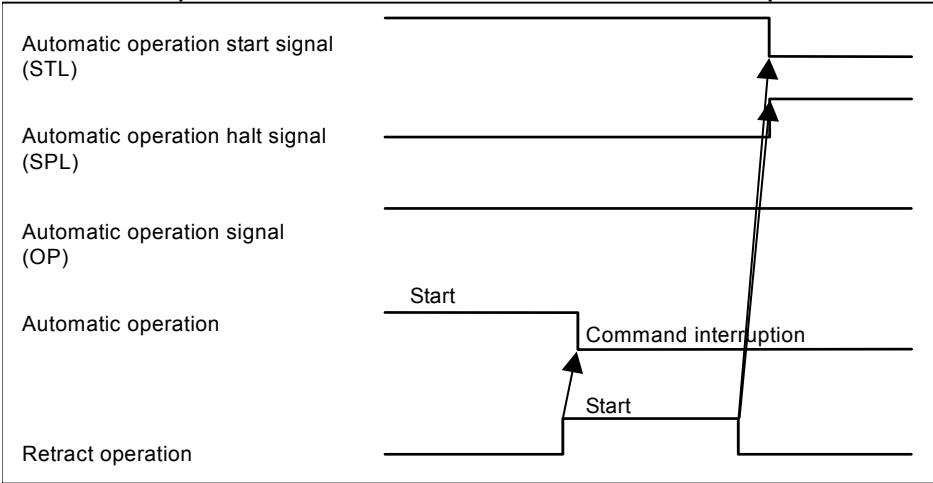 Automatic operation start signal
(STL)
Automatic operation halt signal
(SPL)
Automatic operation signal
(OP)
Start
Automatic operation
Command interruption
Start
Retract operation